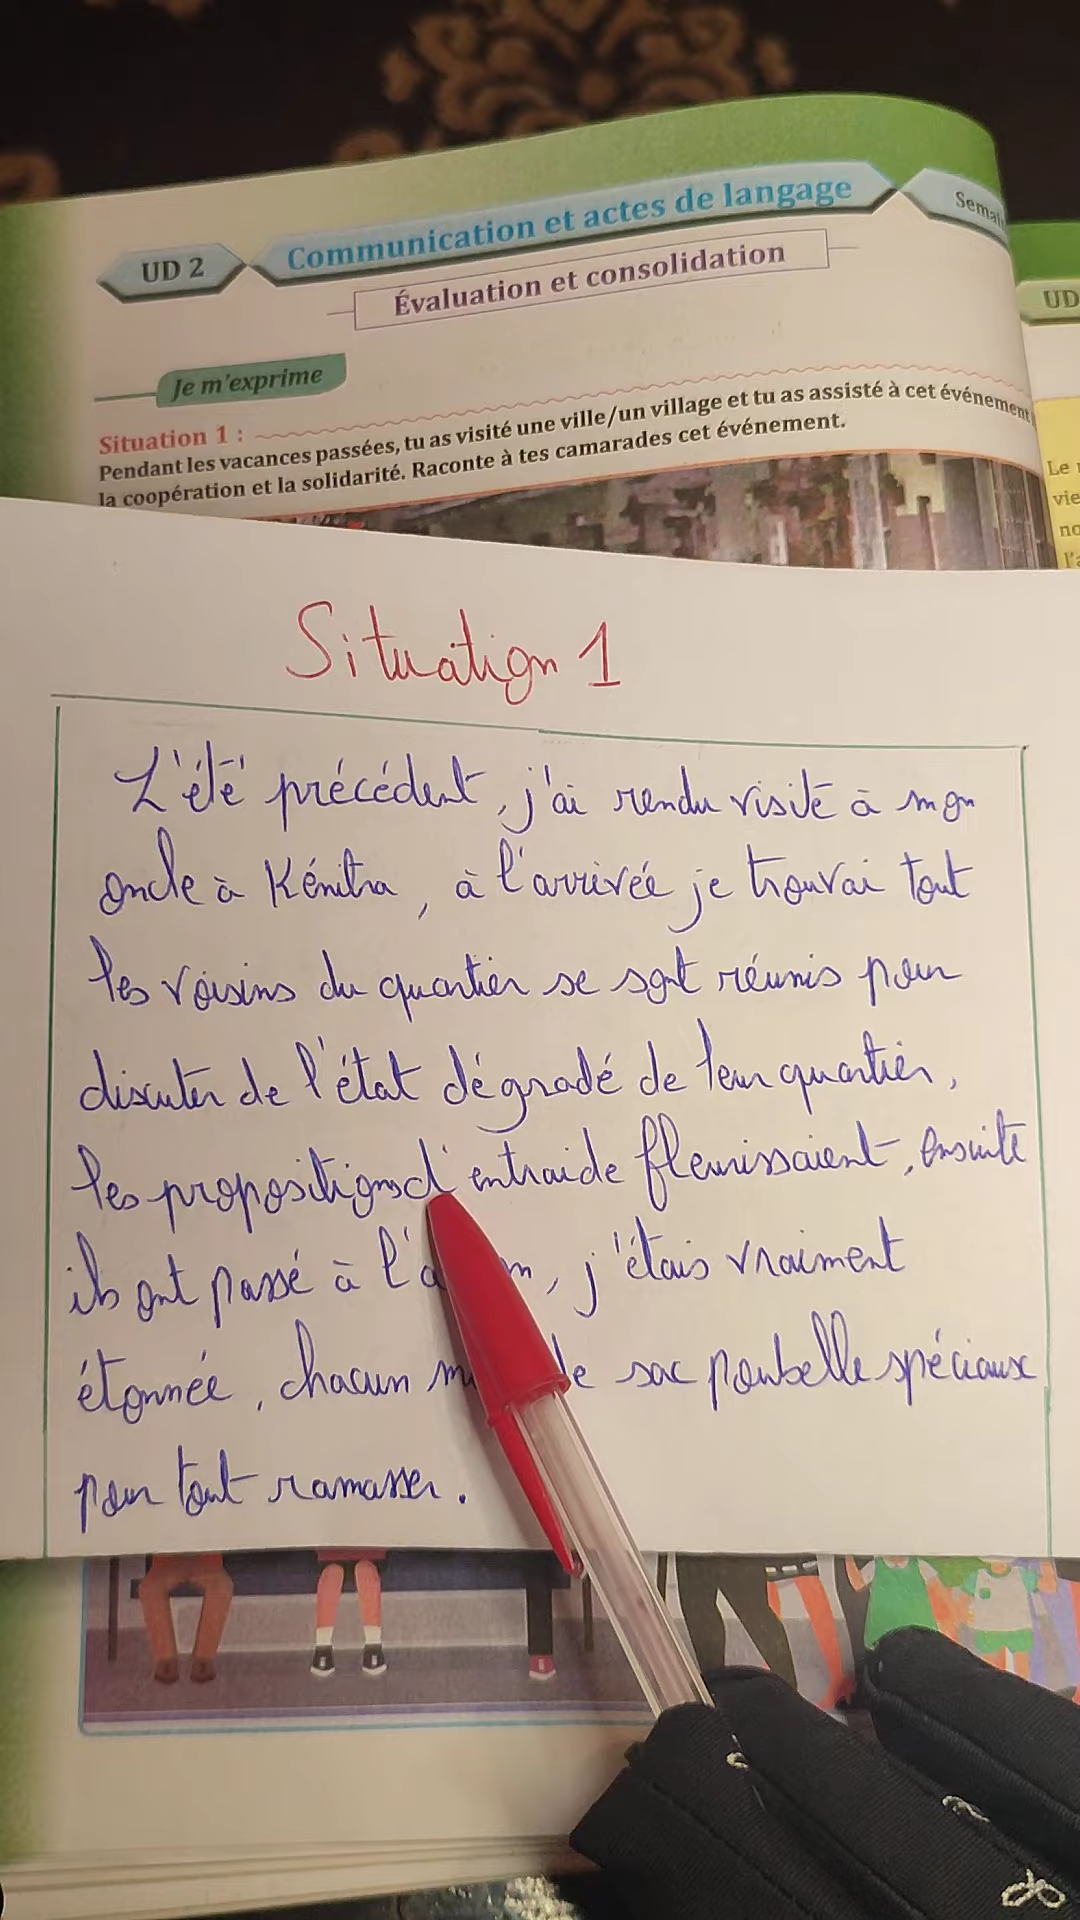 UD 2
Communication et actes de langage
Évaluation et consolidation
UD
Je m'exprime
Situation 1 :
Pendant les vacances passées, tu as visité une ville/un village et tu as assisté à cet événement
la coopération et la solidarité. Raconte à tes camarades cet événement.
Le
vie
Situation 1
L'été précédent, j'ai rendu visite à mon
oncle à Kénitra, à l'arrivée je trouvai tout
les voisins du quartier se sont réunis pour
discuter de l'état dégradé de leur quartier,
les propositions d'entraide fleurissaient, ensuite
ils ont passé à l'a, j'étais vraiment
étonnée, chacun sac poubelle spéciaux
pour tout ramasser.